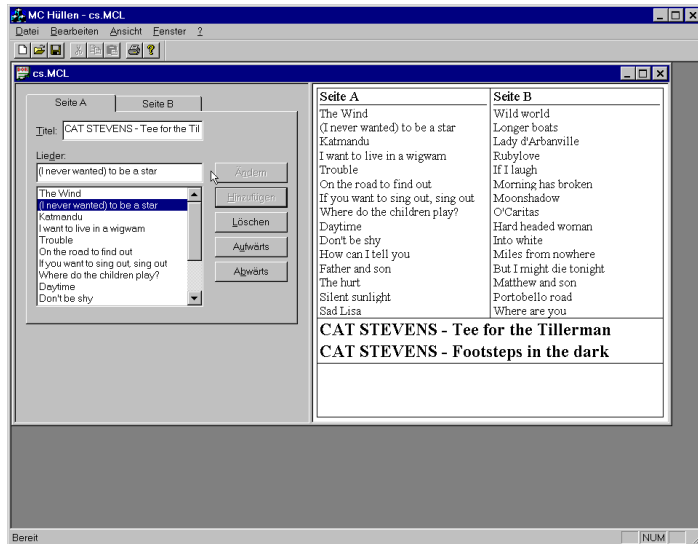 MC Hüllen - cs.MCL
Datei Bearbeiten Ansicht Fenster ?
cs.MCL
Seite A Seite B
Titel: CAT STEVENS - Tee for the Til
Lieder:
(I never wanted) to be a star
Ändern
The Wind
(I never wanted) to be a star
Katmandu
I want to live in a wigwam
Trouble
On the road to find out
If you want to sing out, sing out
Where do the children play?
Daytime
Don't be shy
Hinzufügen
Löschen
Aufwärts
Abwärts
Seite A
The Wind
(I never wanted) to be a star
Katmandu
I want to live in a wigwam
Trouble
On the road to find out
If you want to sing out, sing out
Where do the children play?
Daytime
Don't be shy
How can I tell you
Father and son
The hurt
Silent sunlight
Sad Lisa
Seite B
Wild world
Longer boats
Lady d'Arbanville
Rubylove
If I laugh
Morning has broken
Moonshadow
O'Caritas
Hard headed woman
Into white
Miles from nowhere
But I might die tonight
Matthew and son
Portobello road
Where are you
CAT STEVENS - Tee for the Tillerman
CAT STEVENS - Footsteps in the dark
Bereit
NUM